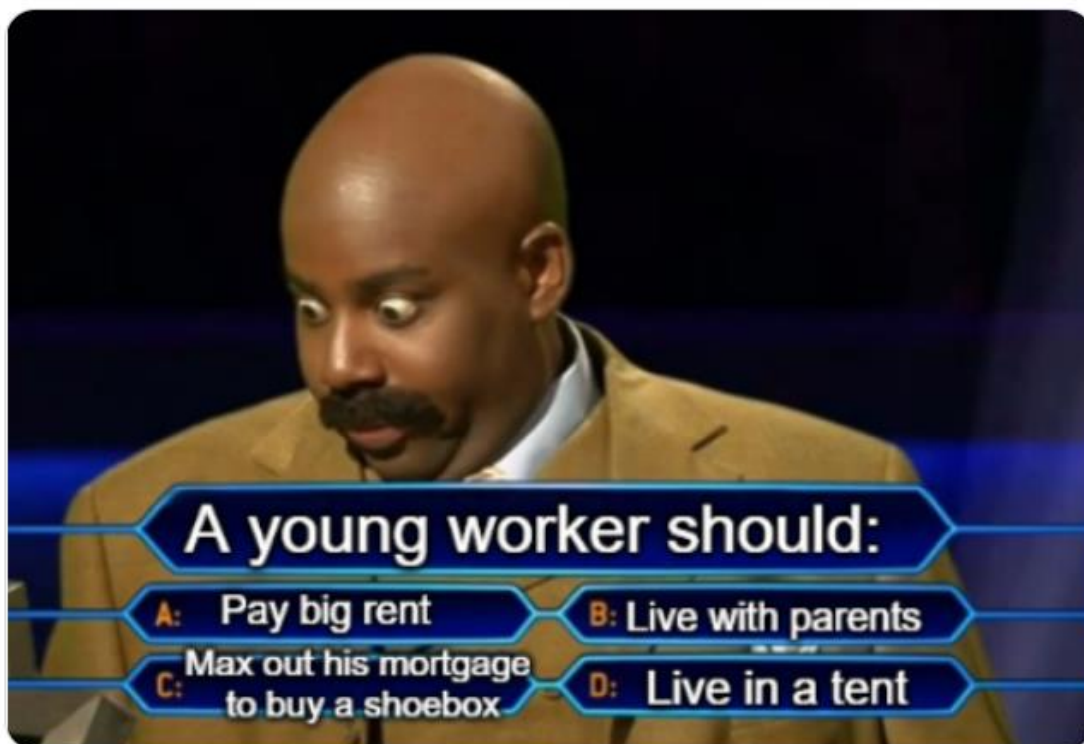 A young worker should:
A: Pay big rent
B: Live with parents
C: Max out his mortgage
to buy a shoebox
D: Live in a tent